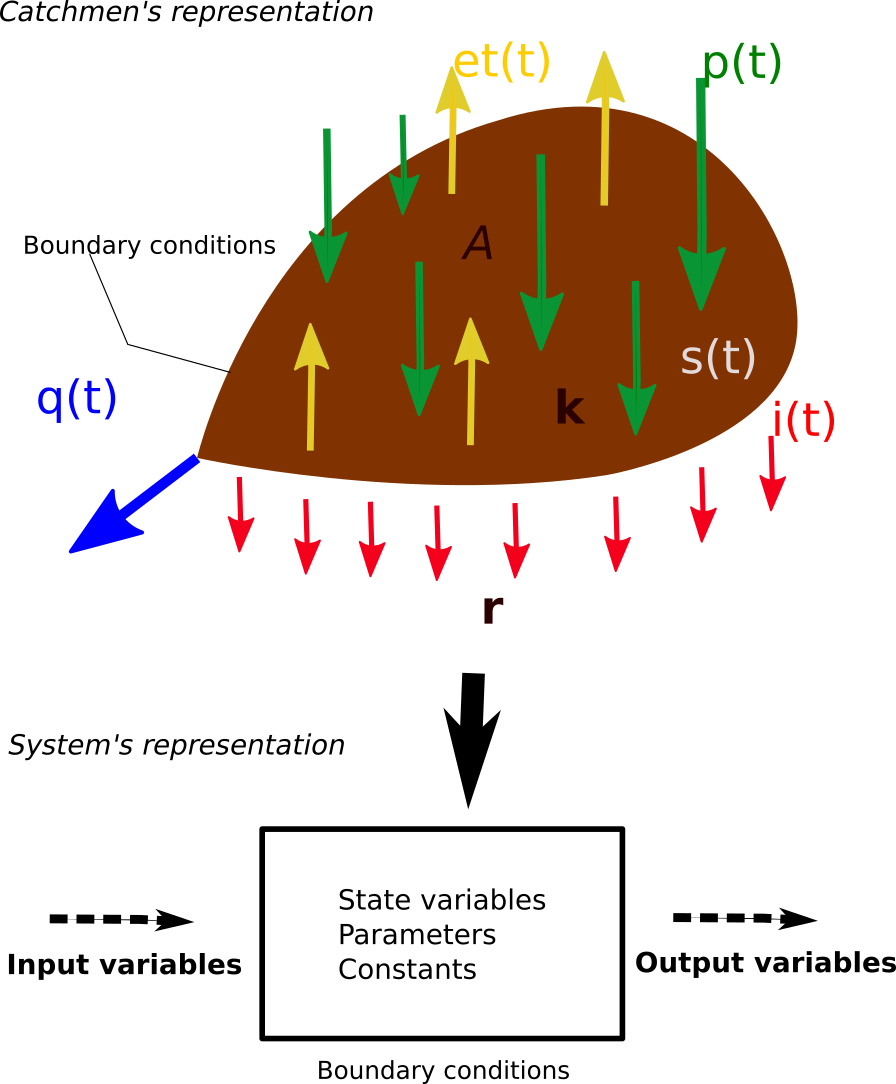 Catchmen's representation
et(t)
p(t)
A
Boundary conditions
s(t)
q(t)
k
i(t)
r
System's representation
State variables
Parameters
Constants
Input variables
Output variables
Boundary conditions